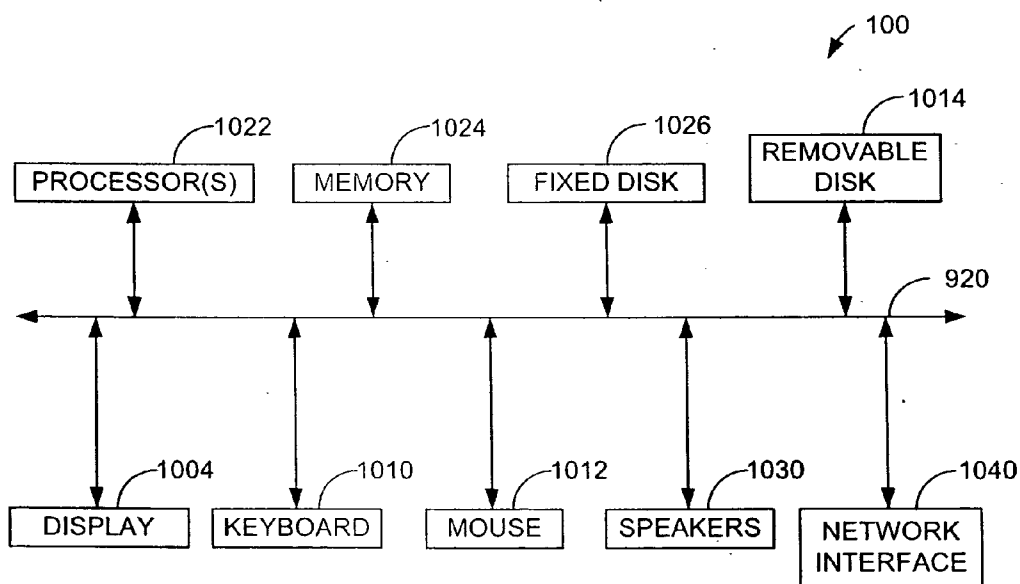 100
1022
1024
1026
1014
PROCESSOR(S)
MEMORY
FIXED DISK
REMOVABLE
DISK
920
1004
1010
1012
1030
1040
DISPLAY
KEYBOARD
MOUSE
SPEAKERS
NETWORK
INTERFACE